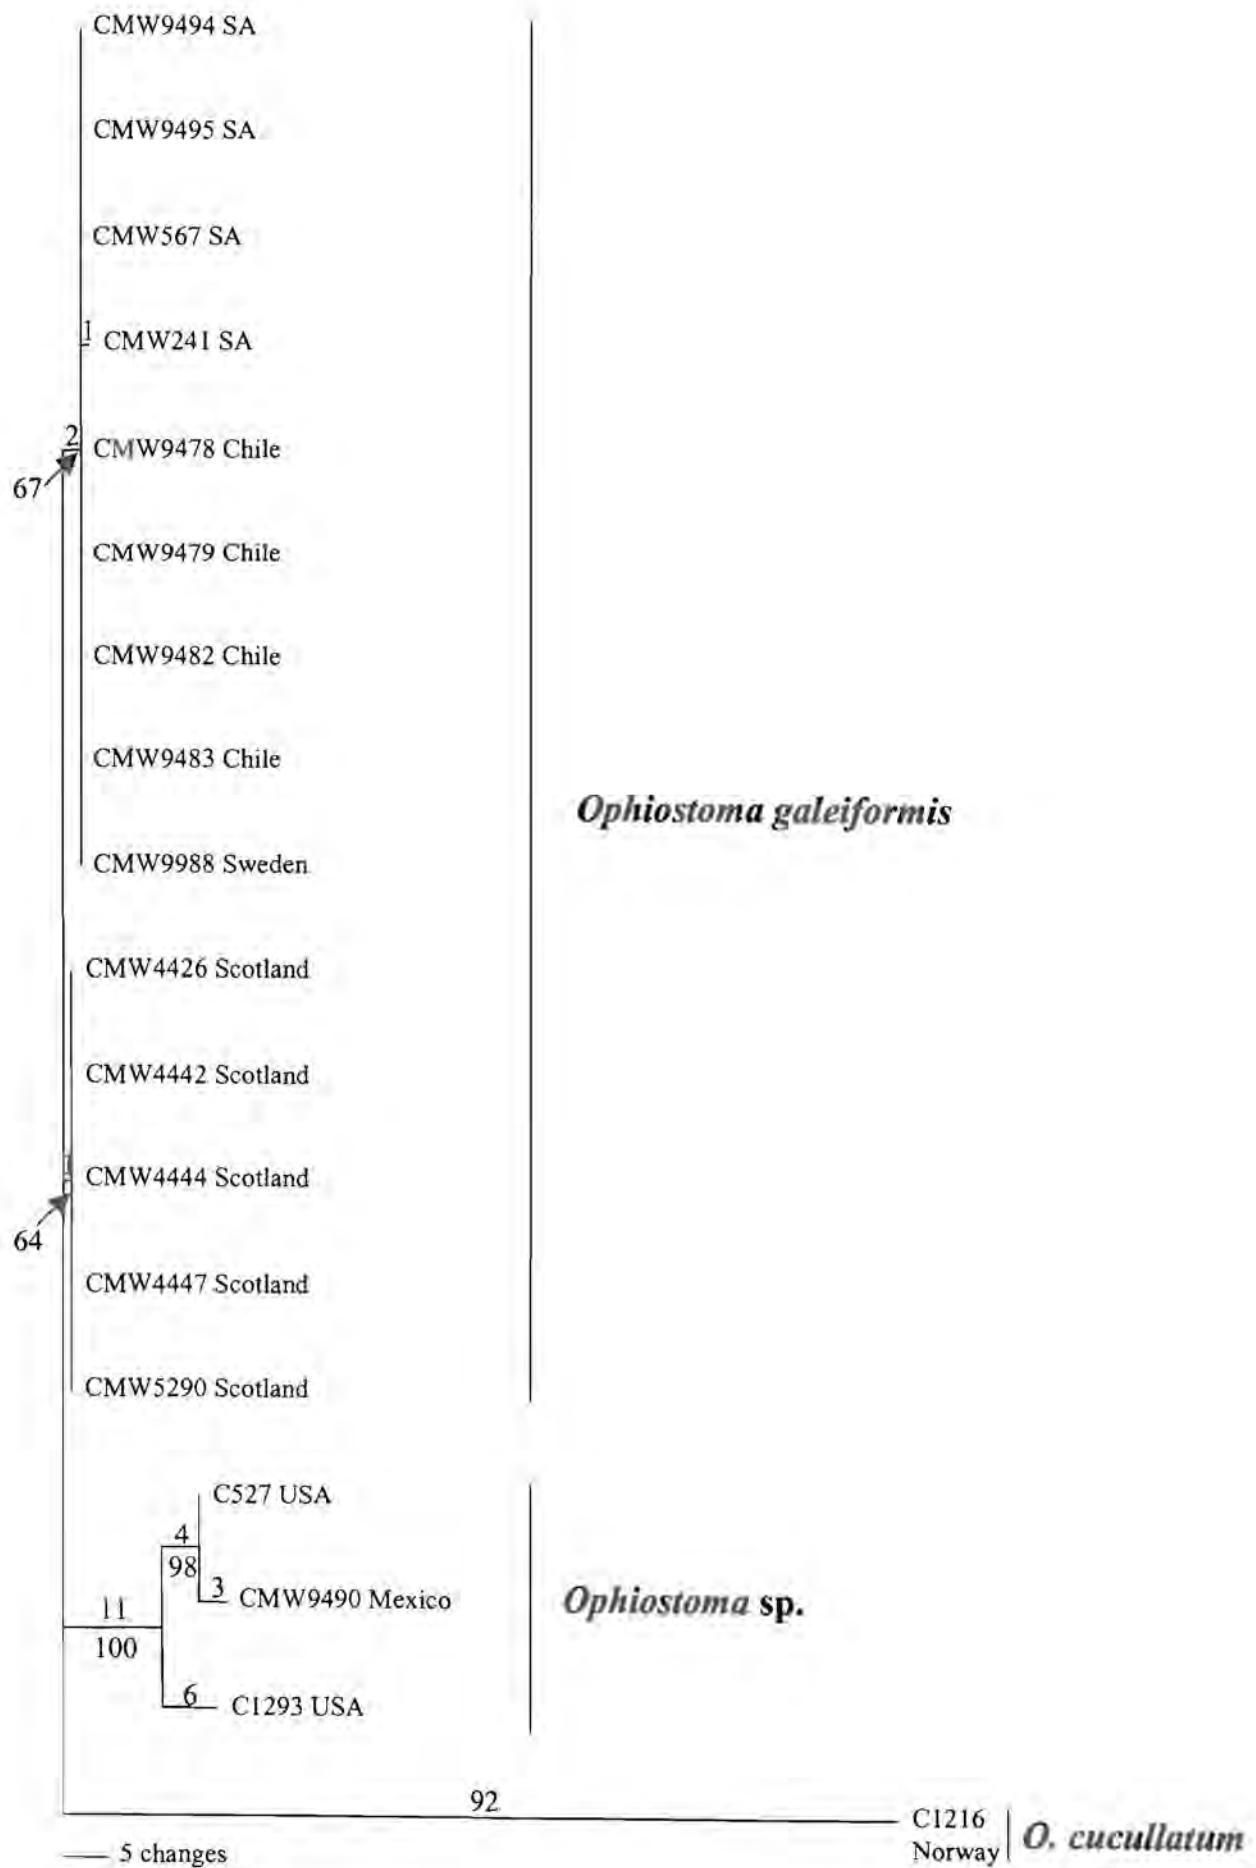 CMW9494 SA
CMW9495 SA
CMW567 SA
1
CMW241 SA
2
CMW9478 Chile
67
CMW9479 Chile
CMW9482 Chile
CMW9483 Chile
Ophiostoma galeiformis
CMW9988 Sweden
CMW4426 Scotland
CMW4442 Scotland
1
CMW4444 Scotland
64
CMW4447 Scotland
CMW5290 Scotland
C527 USA
4
98
3
CMW9490 Mexico
Ophiostoma sp.
11
100
6
C1293 USA
92
C1216
Norway
O. cucullatum
5 changes